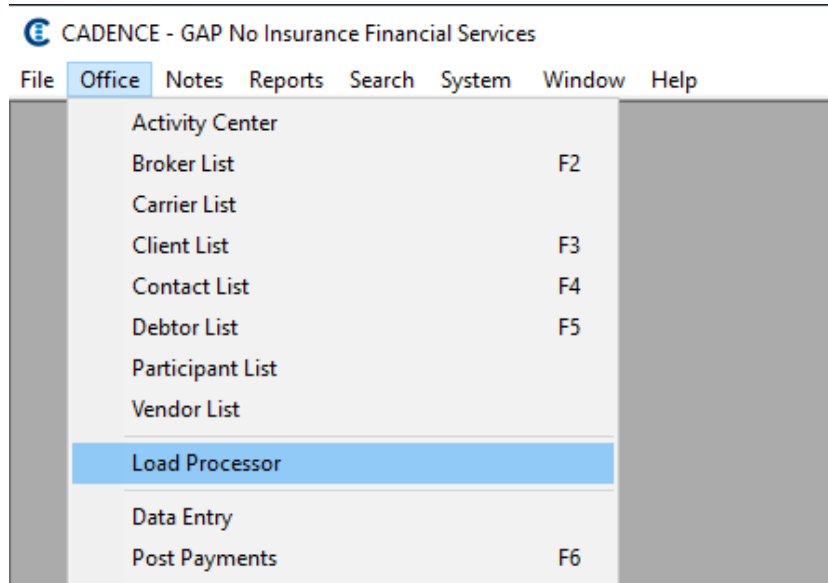 CADENCE - GAP No Insurance Financial Services
File Office Notes Reports Search System Window Help
Activity Center
Broker List F2
Carrier List
Client List F3
Contact List F4
Debtor List F5
Participant List
Vendor List
Load Processor
Data Entry
Post Payments F6